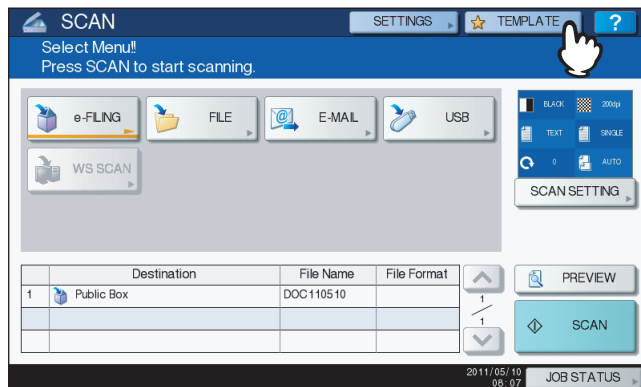 SCAN
SETTINGS
TEMPLATE
?
Select Menu!!
Press SCAN to start scanning.
e-FILING
FILE
E-MAIL
USB
WS SCAN
BLACK
200dpi
TEXT
SINGLE
0
AUTO
SCAN SETTING
Destination File Name File Format
1 Public Box DOC110510
1
1
PREVIEW
SCAN
2011/05/10
08:07
JOB STATUS